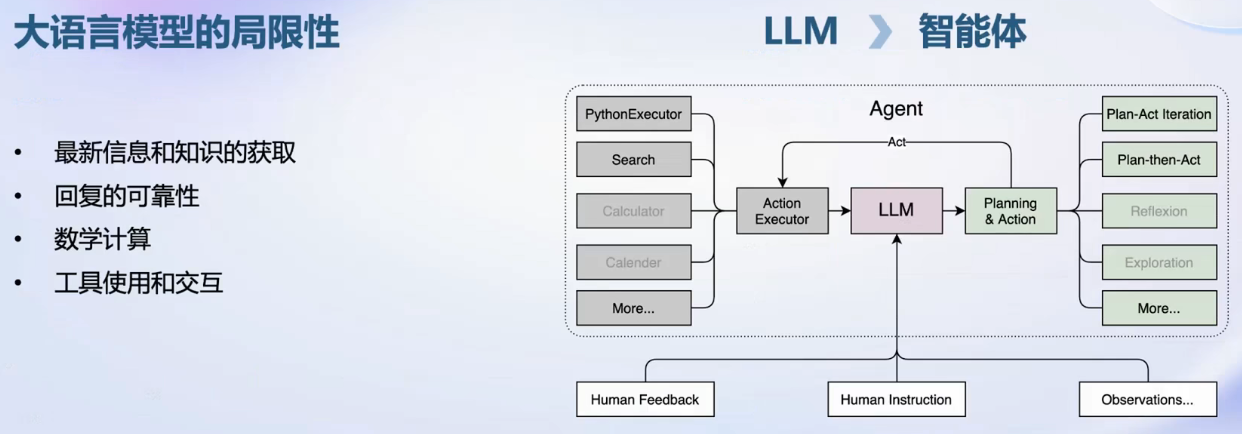 大语言模型的局限性
• 最新信息和知识的获取
• 回复的可靠性
• 数学计算
• 工具使用和交互
LLM 智能体
Agent
PythonExecutor
Search
Calculator
Calender
More...
Act
Action
Executor
LLM
Planning
& Action
Plan-Act Iteration
Plan-then-Act
Reflexion
Exploration
More...
Human Feedback
Human Instruction
Observations...